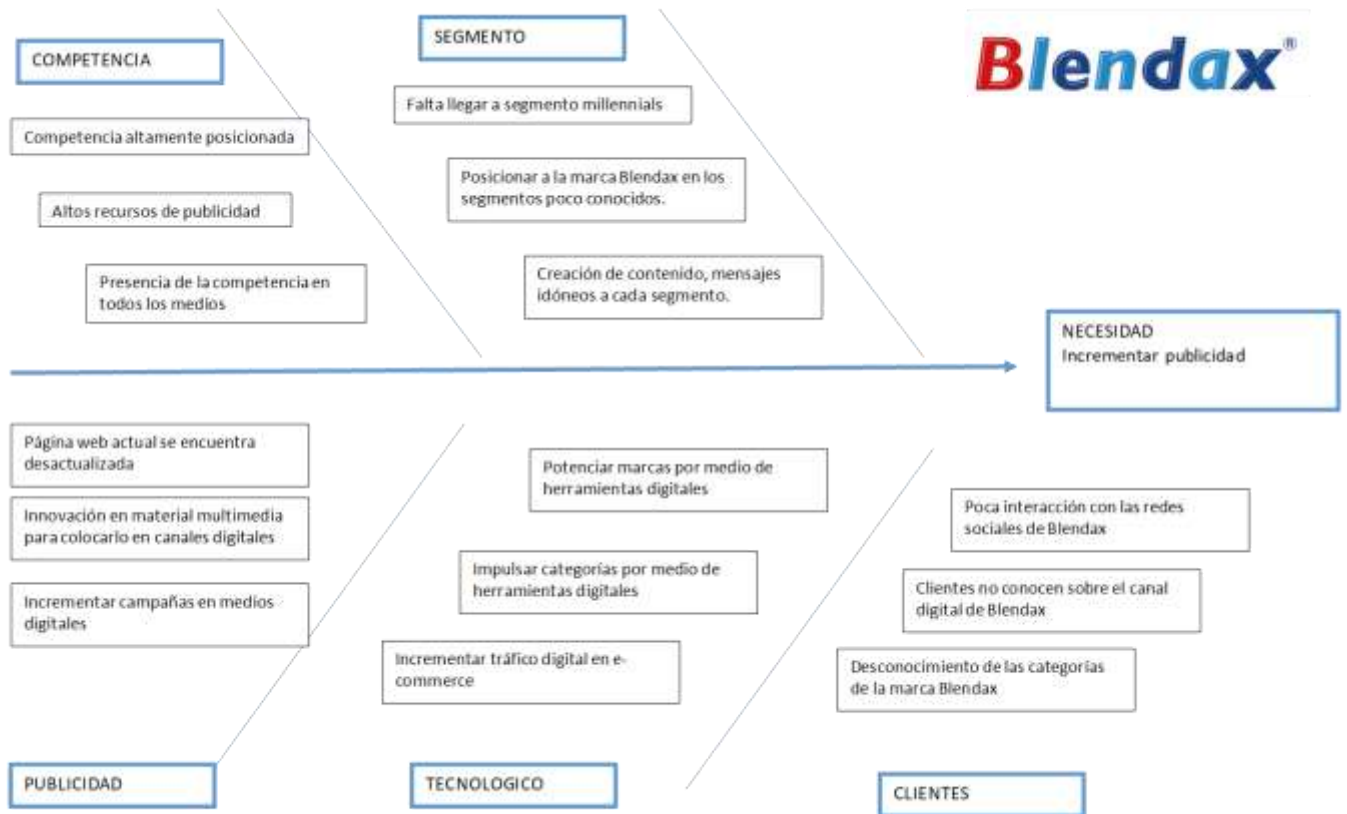 COMPETENCIA
Competencia altamente posicionada
Altos recursos de publicidad
Presencia de la competencia en
todos los medios
SEGMENTO
Falta llegar a segmento millennials
Posicionar a la marca Blendax en los
segmentos poco conocidos.
Creación de contenido, mensajes
idóneos a cada segmento.
Blendax®
NECESIDAD
Incrementar publicidad
Página web actual se encuentra
desactualizada
Innovación en material multimedia
para colocarlo en canales digitales
Incrementar campañas en medios
digitales
PUBLICIDAD
Potenciar marcas por medio de
herramientas digitales
Impulsar categorías por medio de
herramientas digitales
Incrementar tráfico digital en e-
commerce
TECNOLOGICO
Poca interacción con las redes
sociales de Blendax
Clientes no conocen sobre el canal
digital de Blendax
Desconocimiento de las categorías
de la marca Blendax
CLIENTES